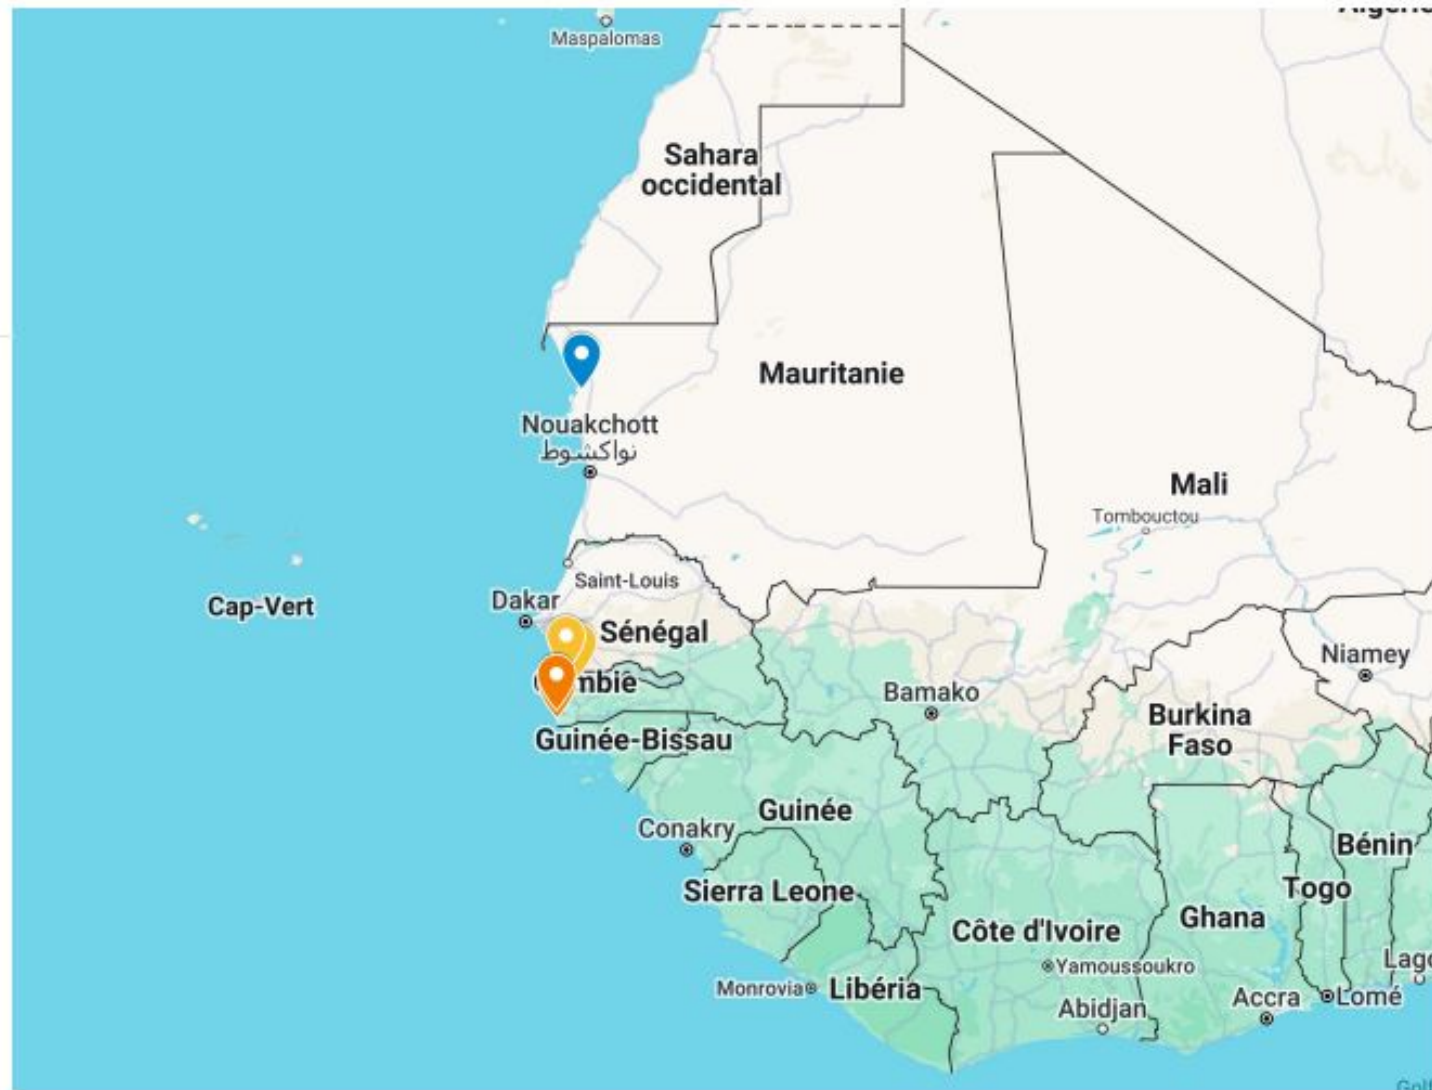 Maspalomas
Sahara
occidental
Mauritanie
Nouakchott
نواكشوط
Mali
Tombouctou
Saint-Louis
Cap-Vert
Dakar
Sénégal
Niamey
Bamako
Burkina
Faso
Guinée-Bissau
Guinée
Conakry
Bénin
Sierra Leone
Togo
Ghana
Côte d'Ivoire
Yamoussoukro
Monrovia
Libéria
Abidjan
Accra
Lomé